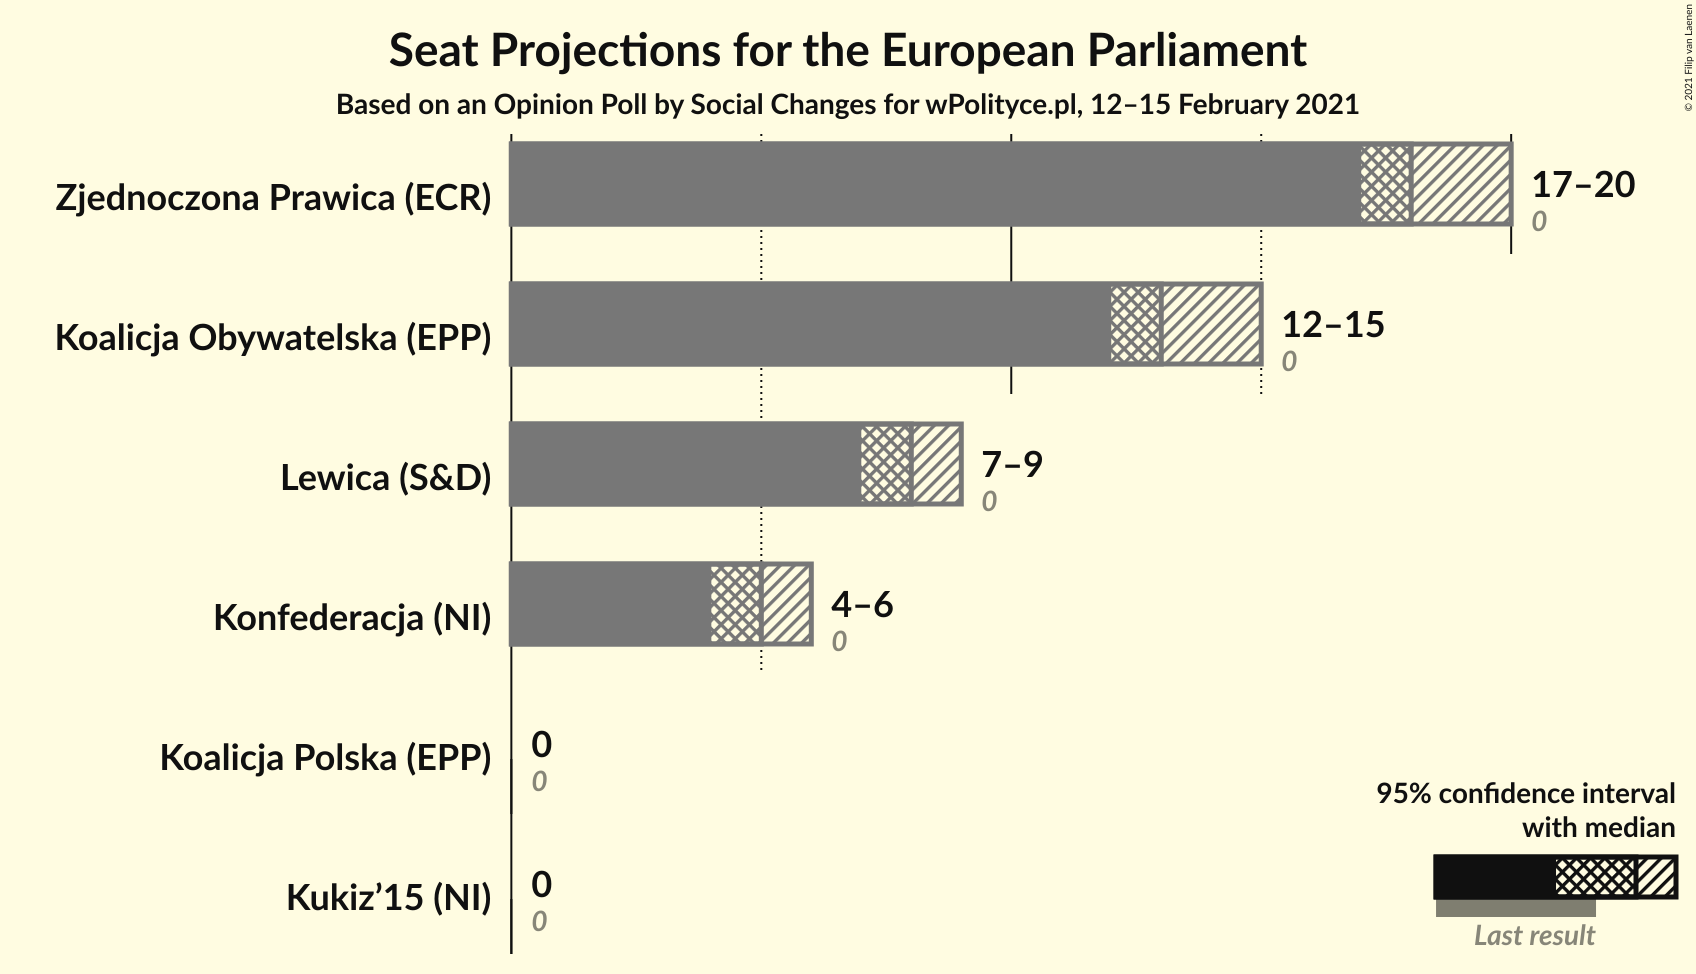 Seat Projections for the European Parliament
Based on an Opinion Poll by Social Changes for wPolityce.pl, 12–15 February 2021
© 2021 Filip van Laenen
Zjednoczona Prawica (ECR)
17–20
0
Koalicja Obywatelska (EPP)
12–15
0
Lewica (S&D)
7–9
0
Konfederacja (NI)
4–6
0
Koalicja Polska (EPP)
0
0
Kukiz’15 (NI)
0
0
95% confidence interval
with median
Last result